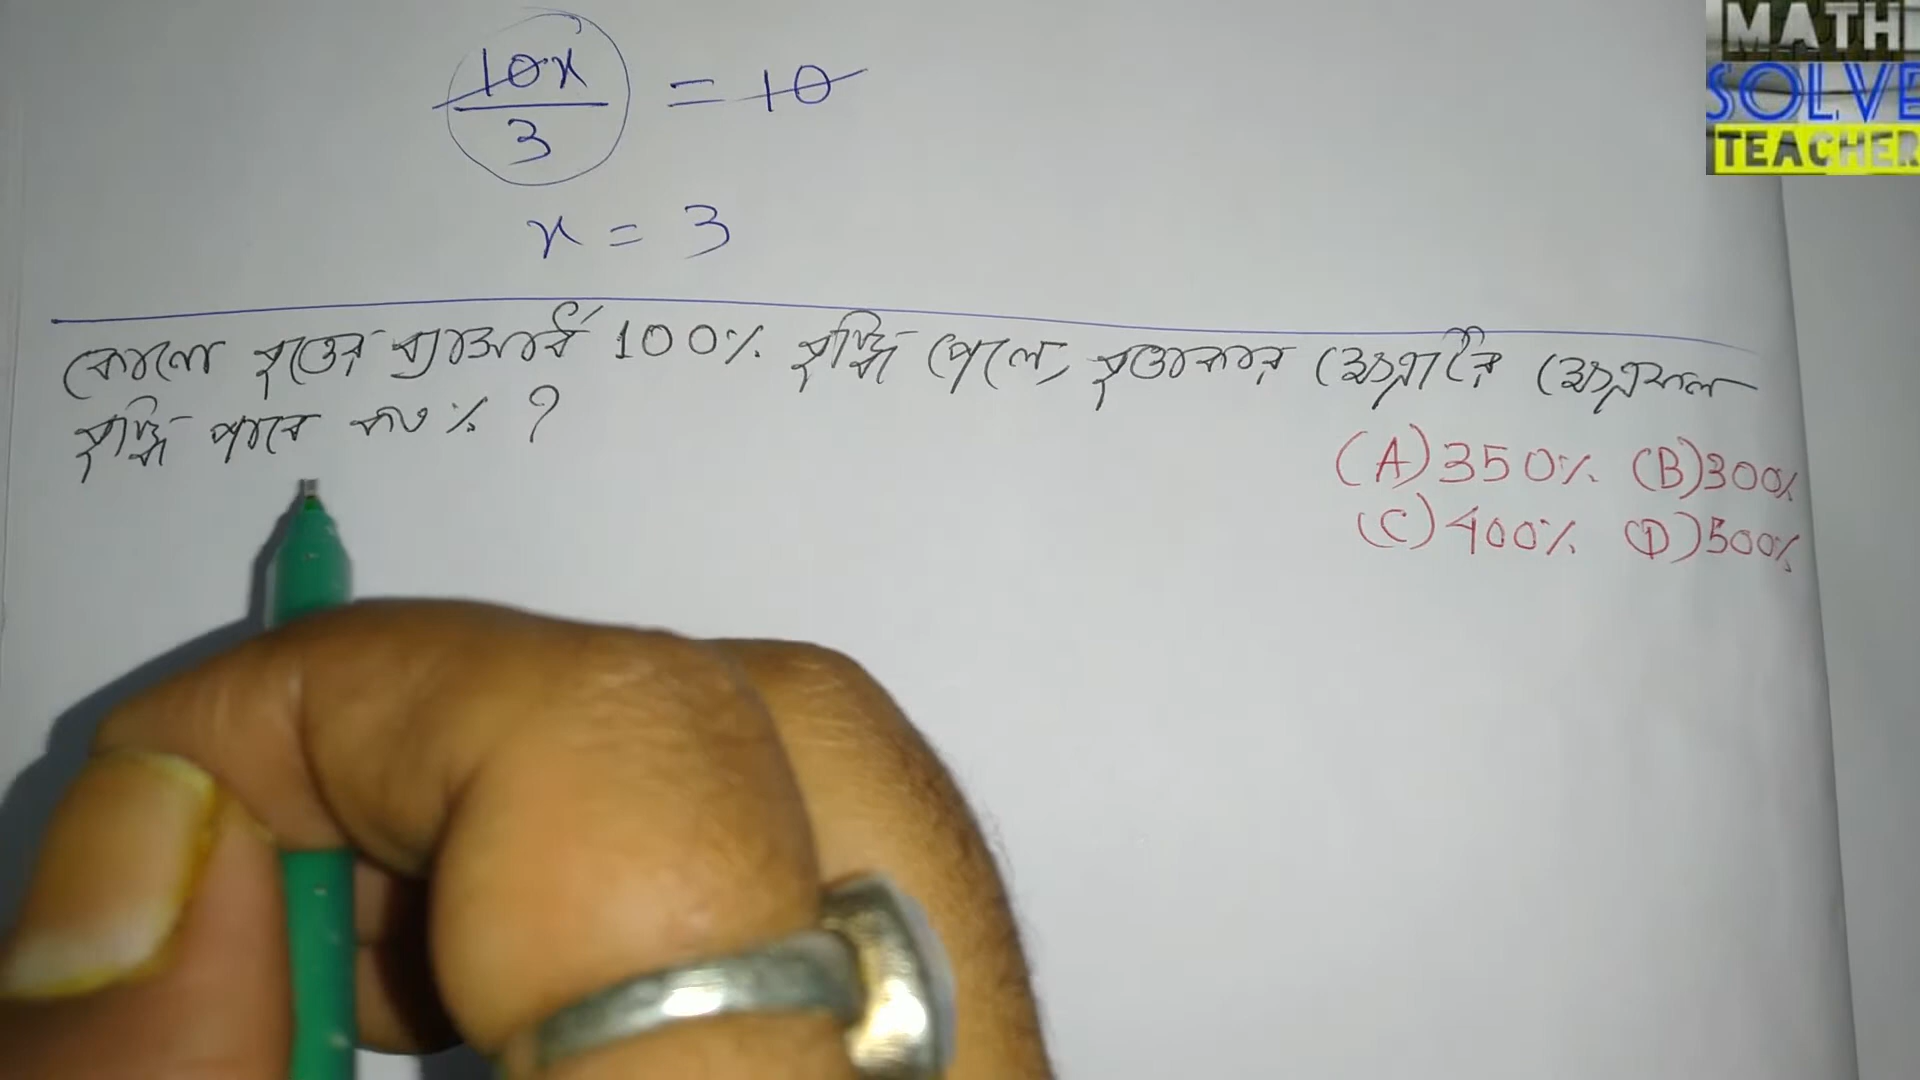 10x
3 = 10
x = 3
কোনো বৃত্তের ব্যাসার্ধ 100% বৃদ্ধি পেলে, বৃত্তাকার ক্ষেত্রটির ক্ষেত্রফল
বৃদ্ধি পাবে কত % ?
(A) 350% (B) 300%
(C) 400% (D) 500%
MATH
SOLVE
TEACHER